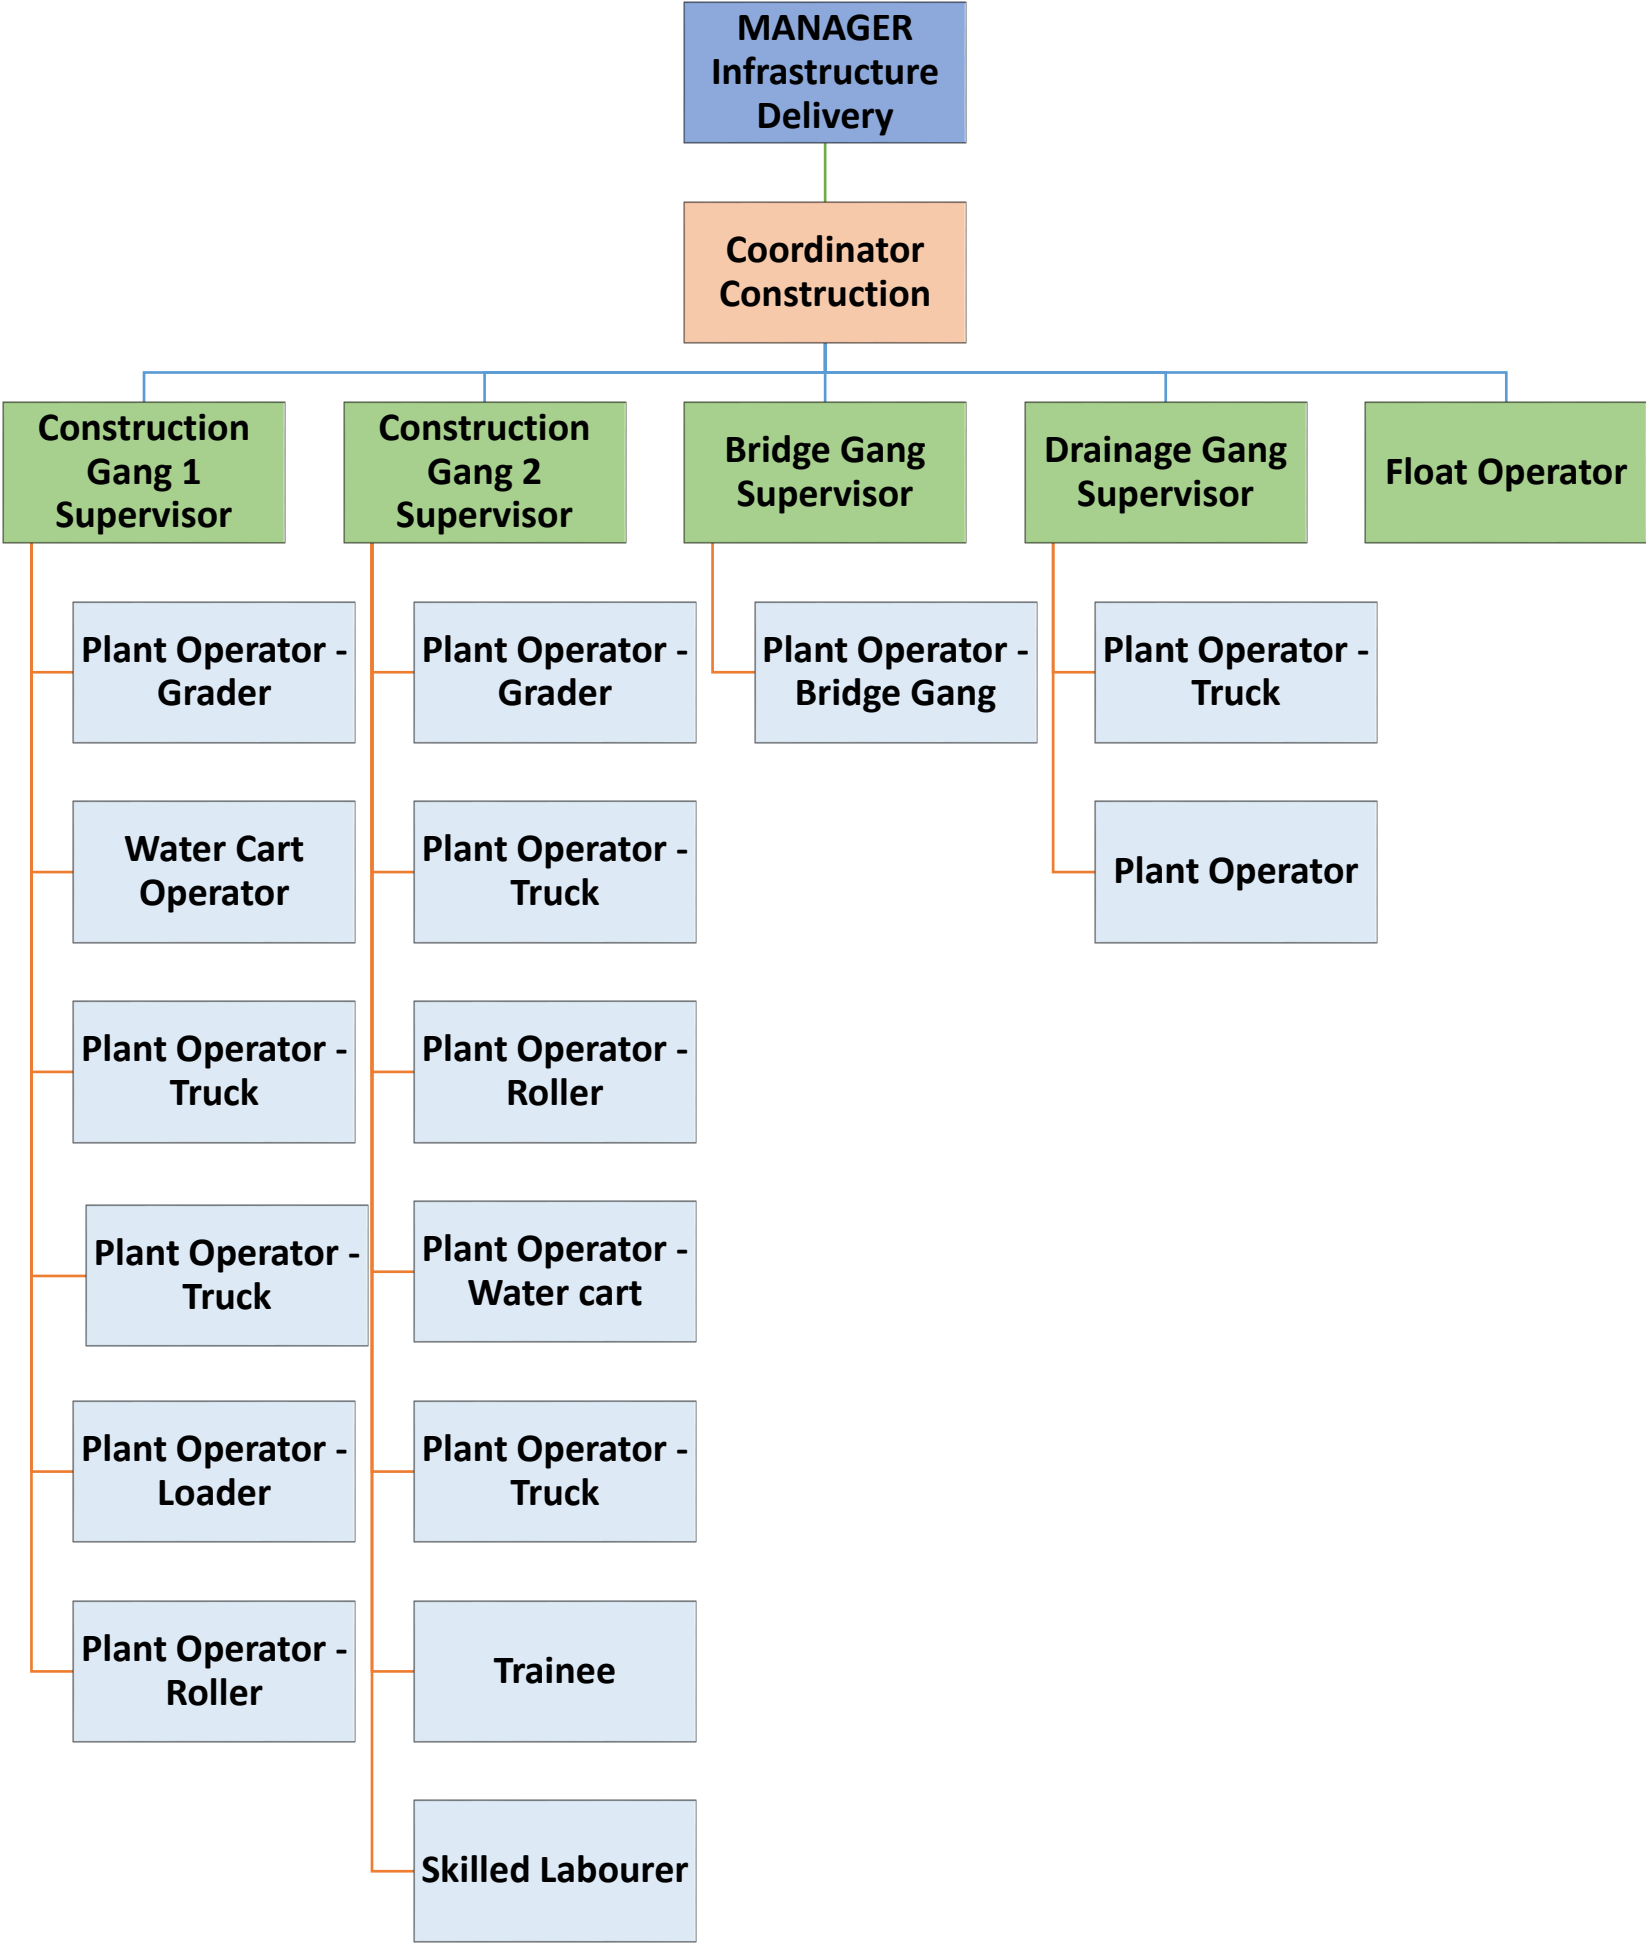 MANAGER
Infrastructure
Delivery
Coordinator
Construction
Construction
Gang 1
Supervisor
Construction
Gang 2
Supervisor
Bridge Gang
Supervisor
Drainage Gang
Supervisor
Float Operator
Plant Operator -
Grader
Water Cart
Operator
Plant Operator -
Truck
Plant Operator -
Truck
Plant Operator -
Loader
Plant Operator -
Roller
Plant Operator -
Grader
Plant Operator -
Truck
Plant Operator -
Roller
Plant Operator -
Water cart
Plant Operator -
Truck
Trainee
Skilled Labourer
Plant Operator -
Bridge Gang
Plant Operator -
Truck
Plant Operator